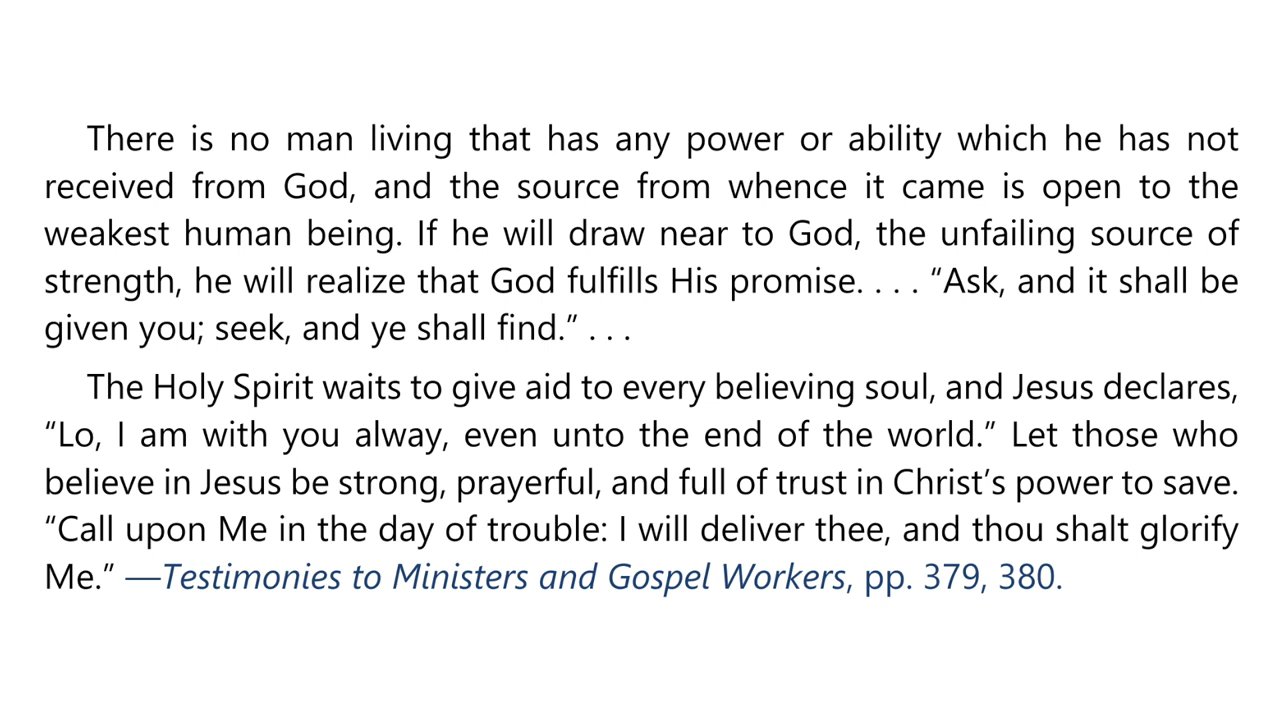 There is no man living that has any power or ability which he has not
received from God, and the source from whence it came is open to the
weakest human being. If he will draw near to God, the unfailing source of
strength, he will realize that God fulfills His promise. . . . “Ask, and it shall be
given you; seek, and ye shall find.” . . .
The Holy Spirit waits to give aid to every believing soul, and Jesus declares,
“Lo, I am with you alway, even unto the end of the world.” Let those who
believe in Jesus be strong, prayerful, and full of trust in Christ’s power to save.
“Call upon Me in the day of trouble: I will deliver thee, and thou shalt glorify
Me.” —Testimonies to Ministers and Gospel Workers, pp. 379, 380.